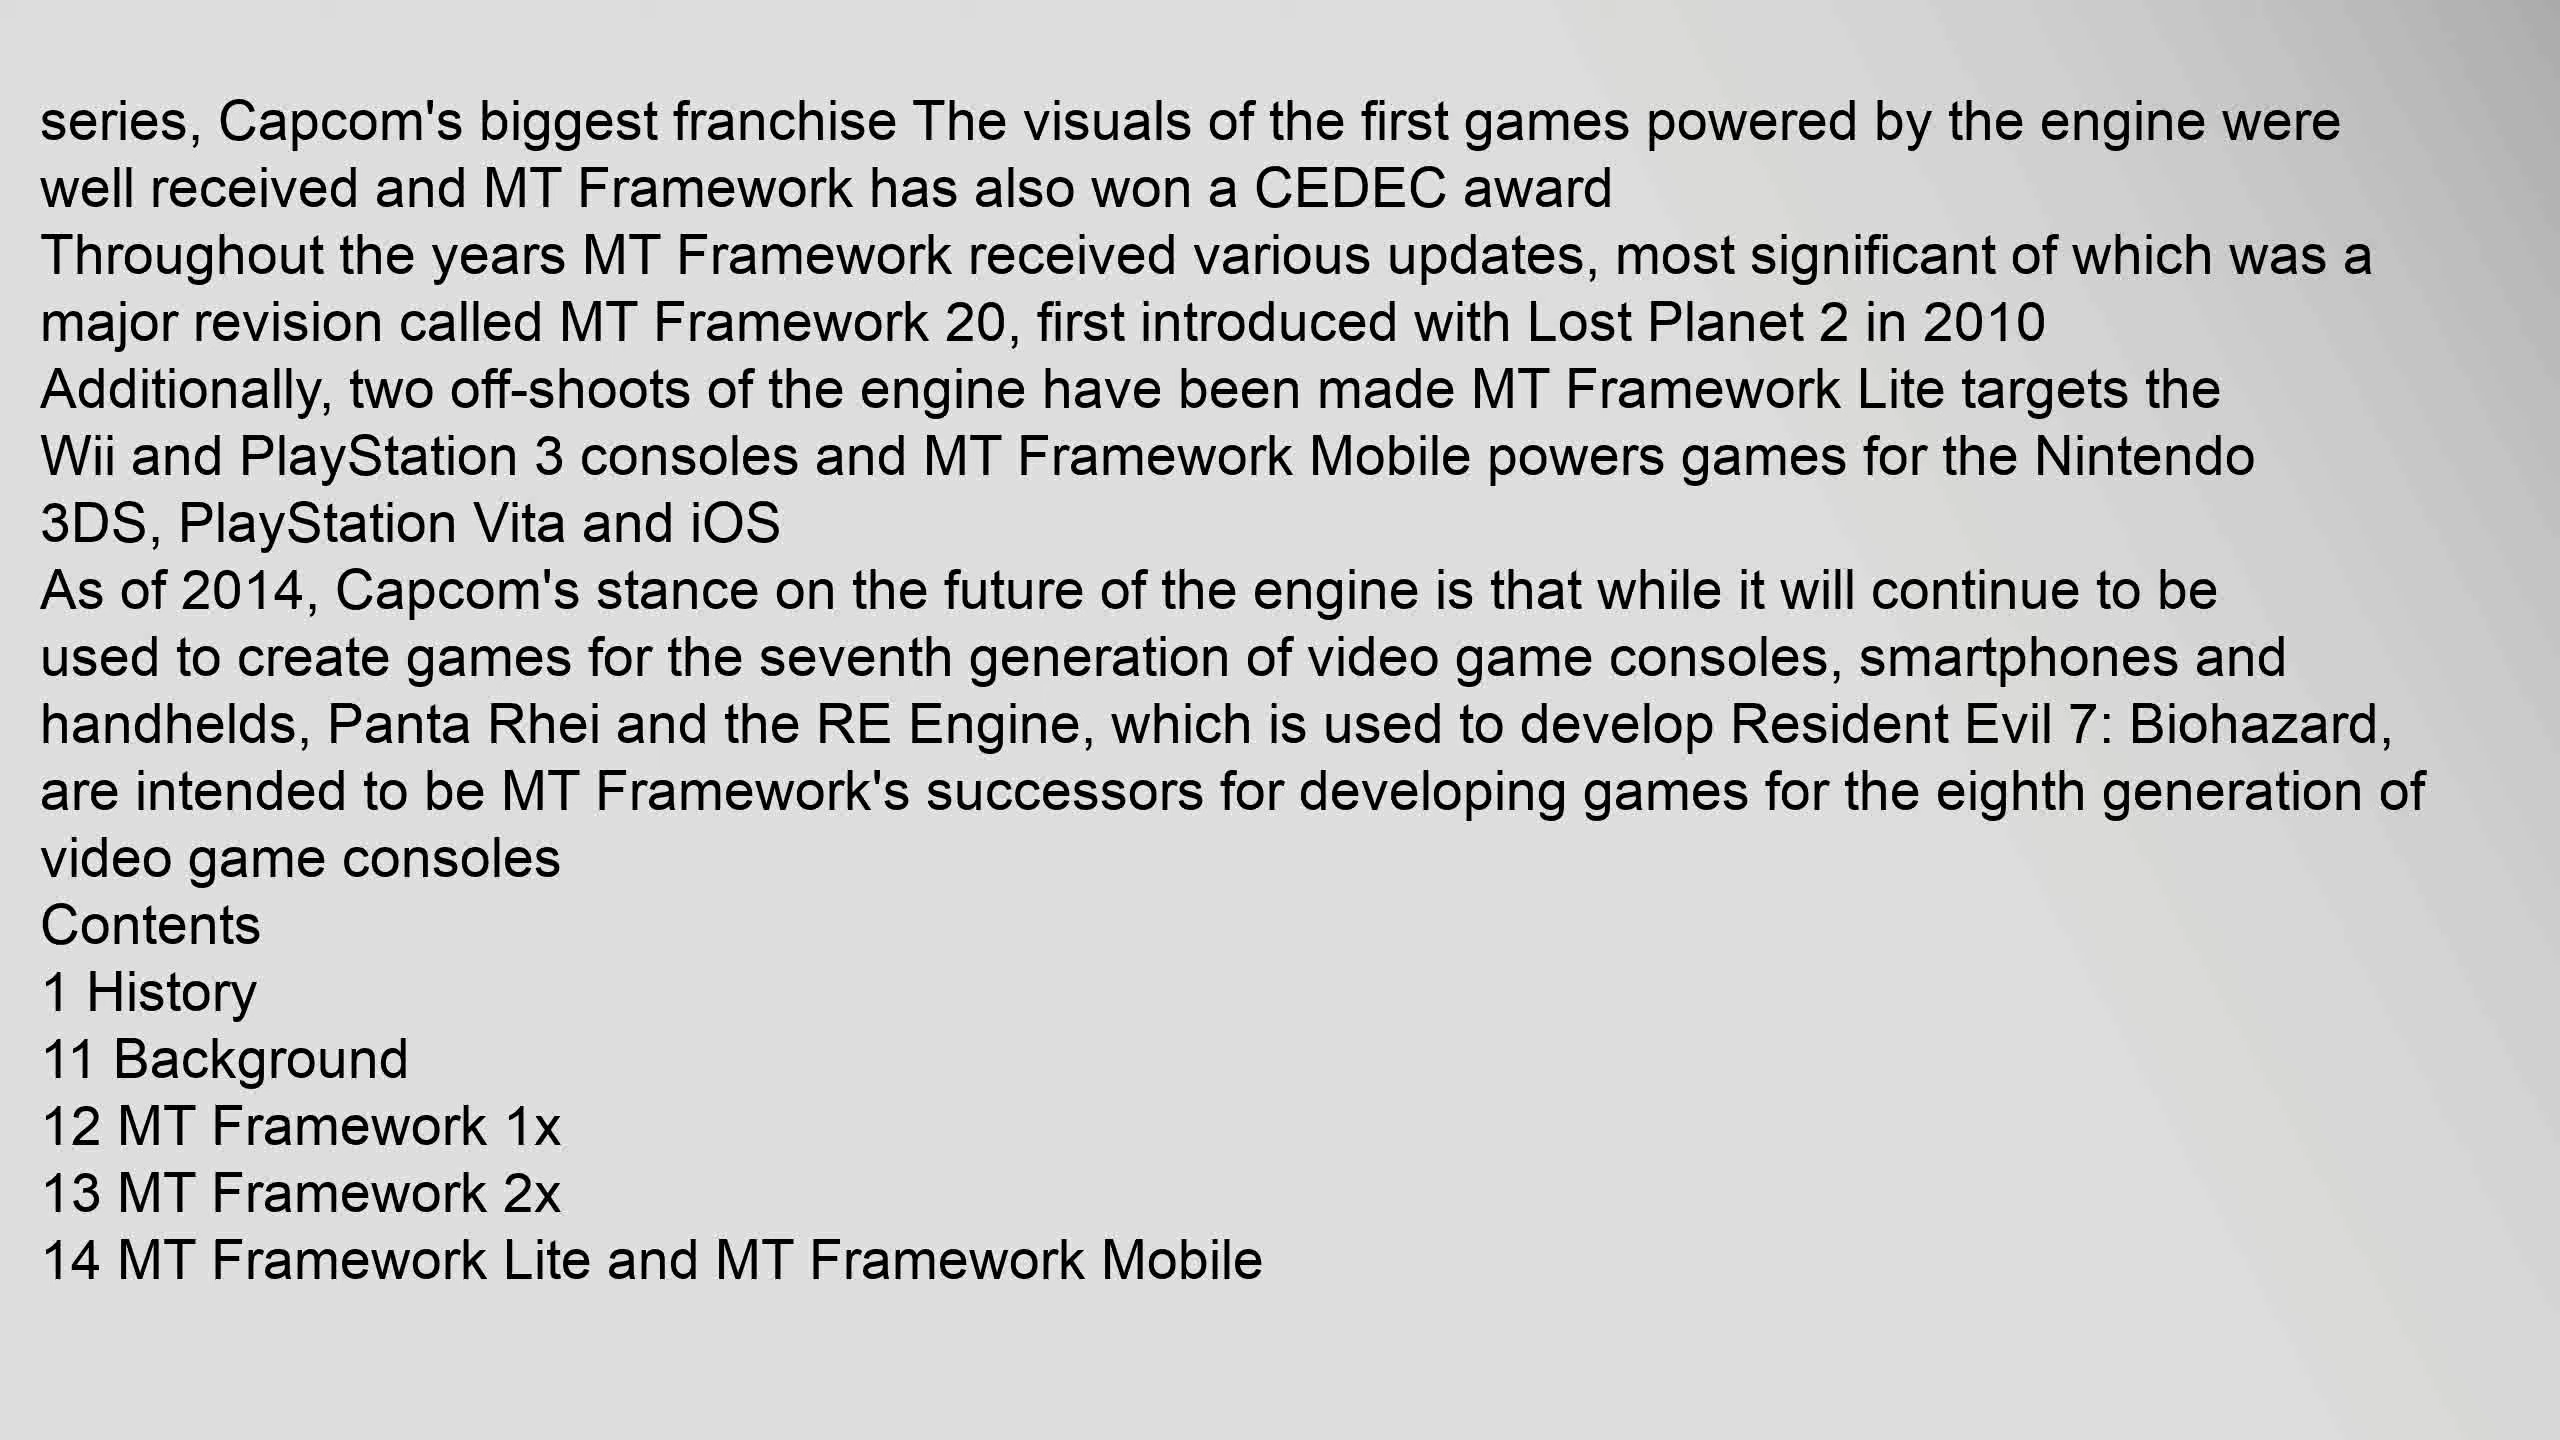 series, Capcom's biggest franchise The visuals of the first games powered by the engine were
well received and MT Framework has also won a CEDEC award
Throughout the years MT Framework received various updates, most significant of which was a
major revision called MT Framework 20, first introduced with Lost Planet 2 in 2010
Additionally, two off-shoots of the engine have been made MT Framework Lite targets the
Wii and PlayStation 3 consoles and MT Framework Mobile powers games for the Nintendo
3DS, PlayStation Vita and iOS
As of 2014, Capcom's stance on the future of the engine is that while it will continue to be
used to create games for the seventh generation of video game consoles, smartphones and
handhelds, Panta Rhei and the RE Engine, which is used to develop Resident Evil 7: Biohazard,
are intended to be MT Framework's successors for developing games for the eighth generation of
video game consoles
Contents
1 History
11 Background
12 MT Framework 1x
13 MT Framework 2x
14 MT Framework Lite and MT Framework Mobile